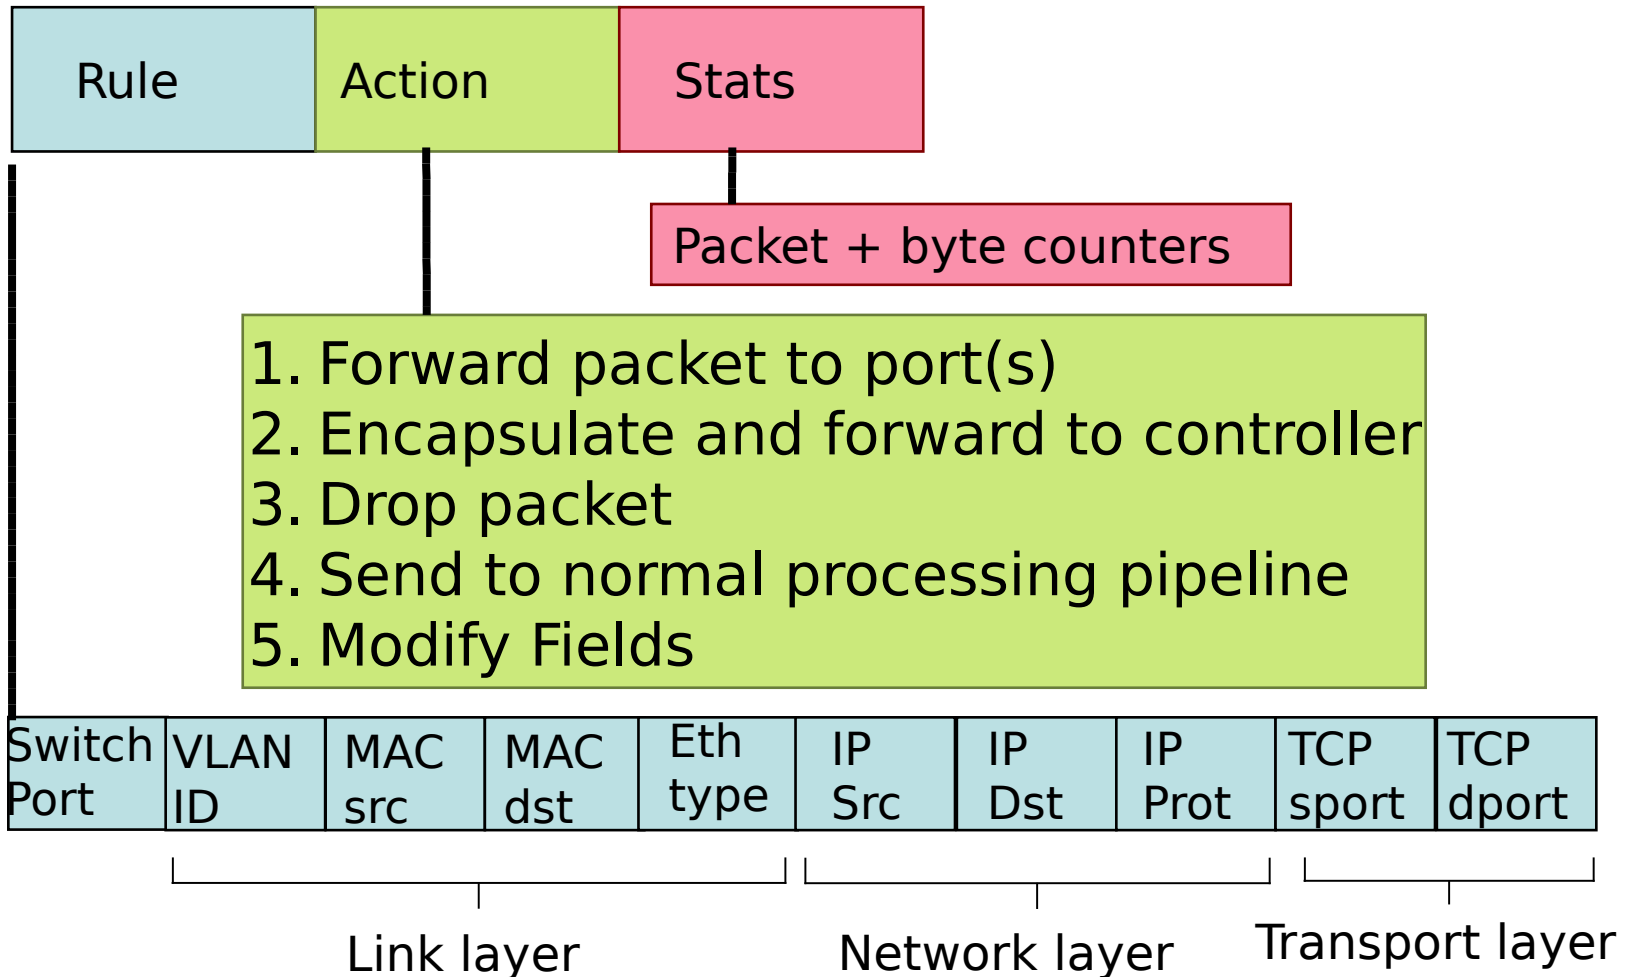 Rule Action Stats
Packet + byte counters
1. Forward packet to port(s)
2. Encapsulate and forward to controller
3. Drop packet
4. Send to normal processing pipeline
5. Modify Fields
Switch
Port
VLAN
ID
MAC
src
MAC
dst
Eth
type
IP
Src
IP
Dst
IP
Prot
TCP
sport
TCP
dport
Link layer
Network layer
Transport layer